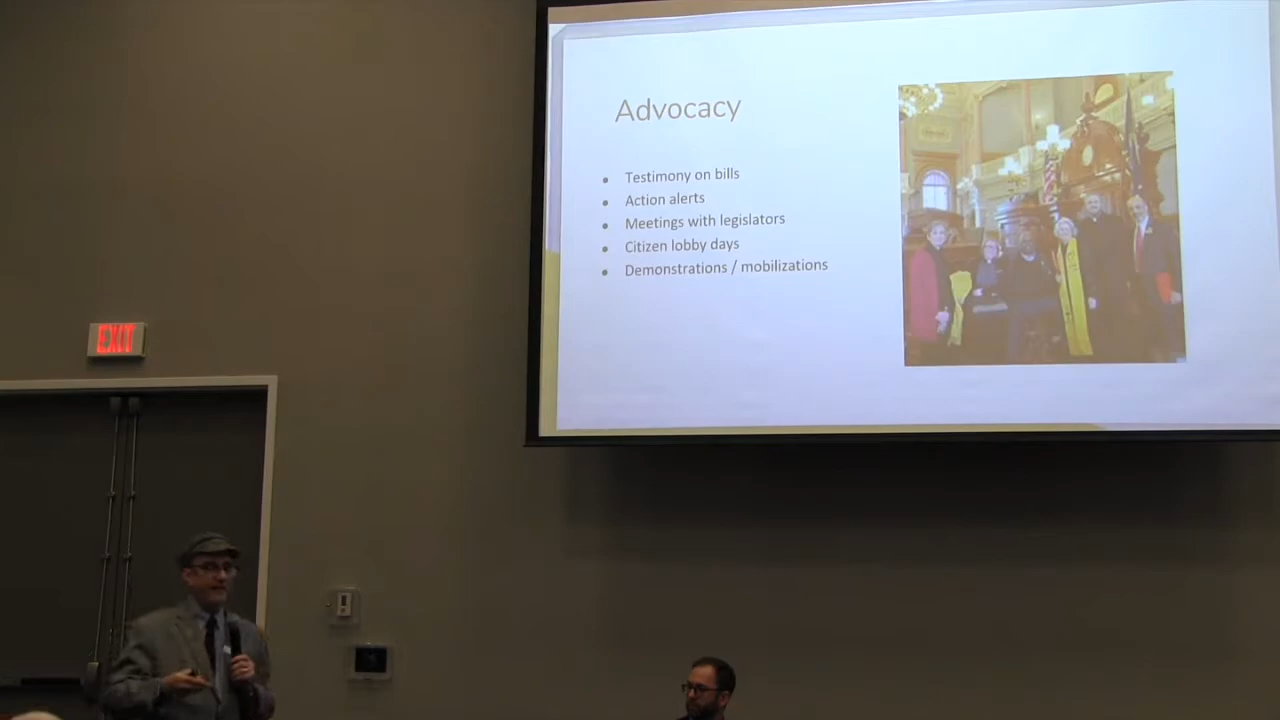 Advocacy
Testimony on bills
Action alerts
Meetings with legislators
Citizen lobby days
Demonstrations / mobilizations
EXIT